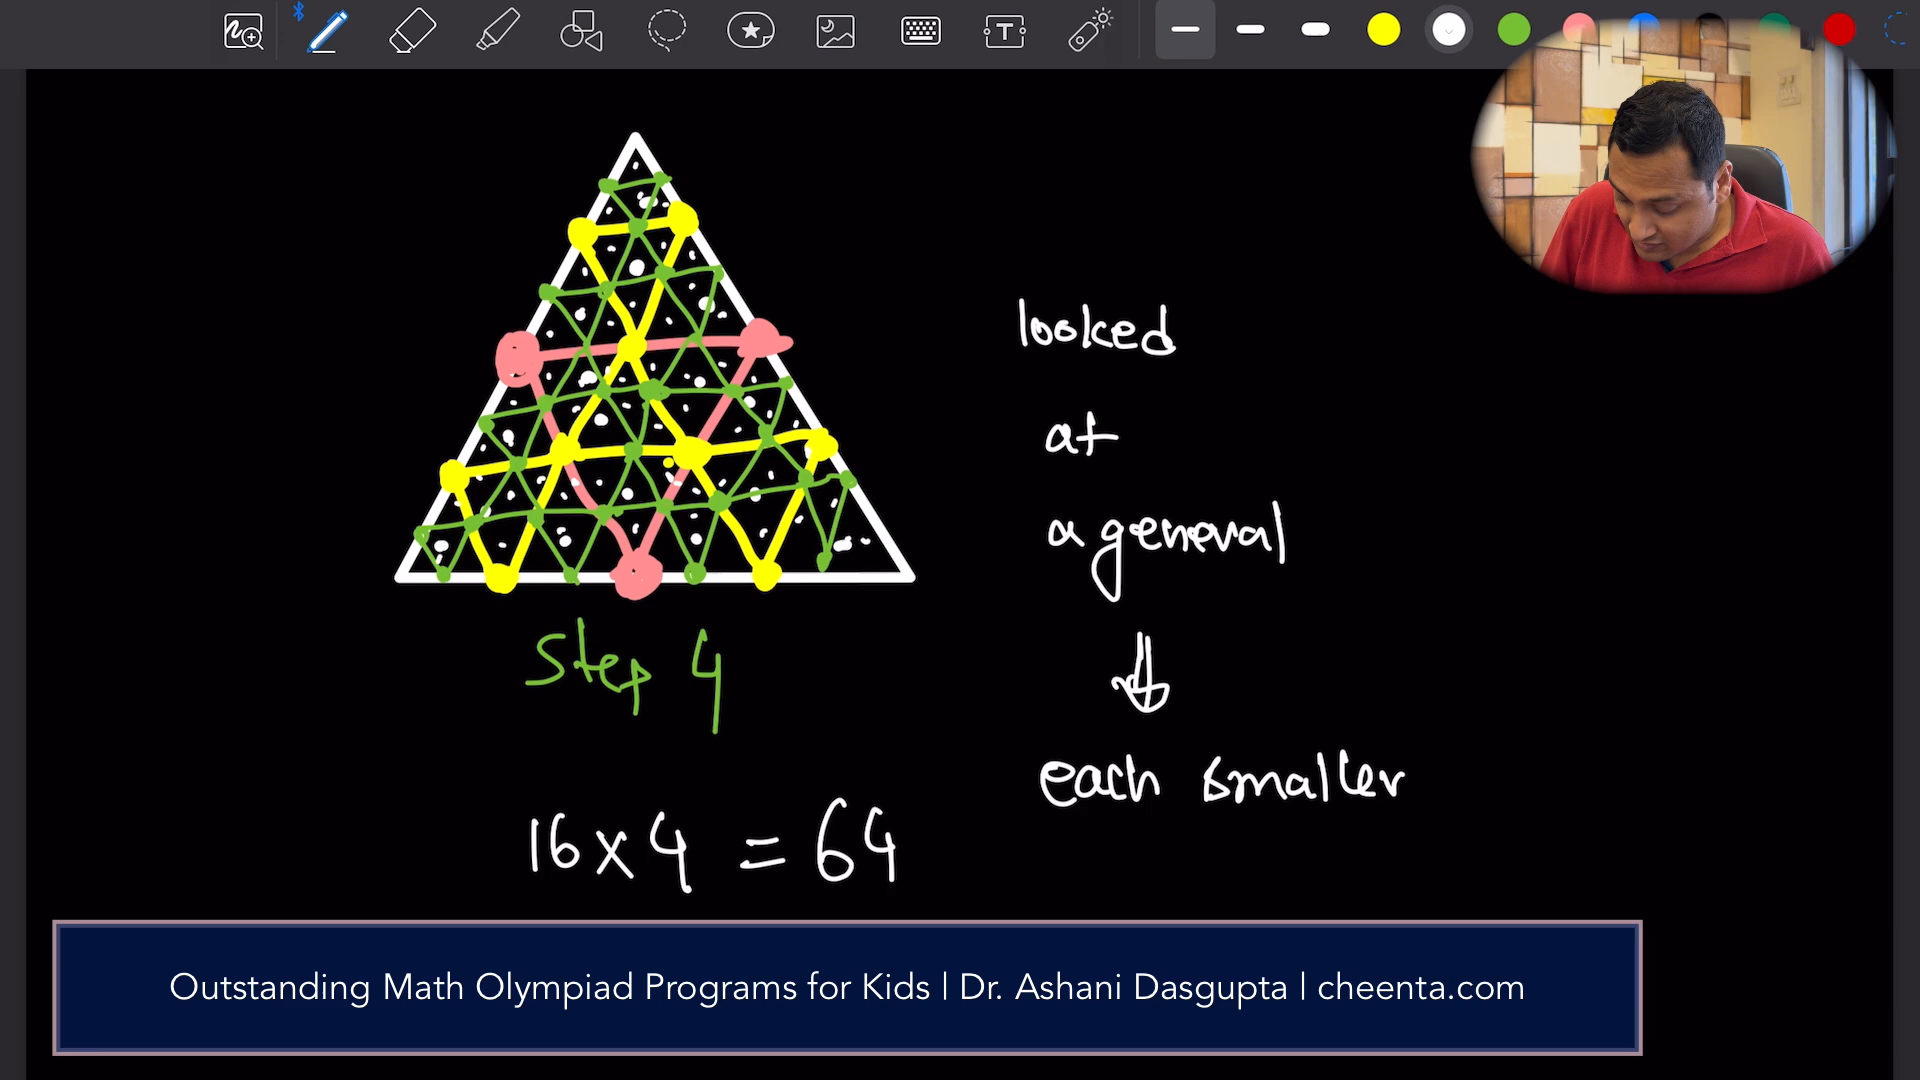 looked
at
a general
each smaller
Step 4
16 x 4 = 64
Outstanding Math Olympiad Programs for Kids | Dr. Ashani Dasgupta | cheenta.com